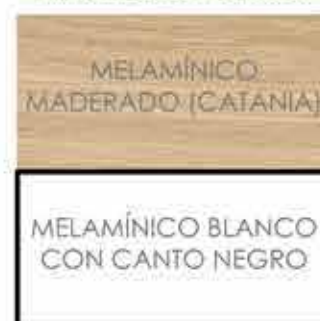 MELAMÍNICO
MADERADO (CATANIA)
MELAMÍNICO BLANCO
CON CANTO NEGRO